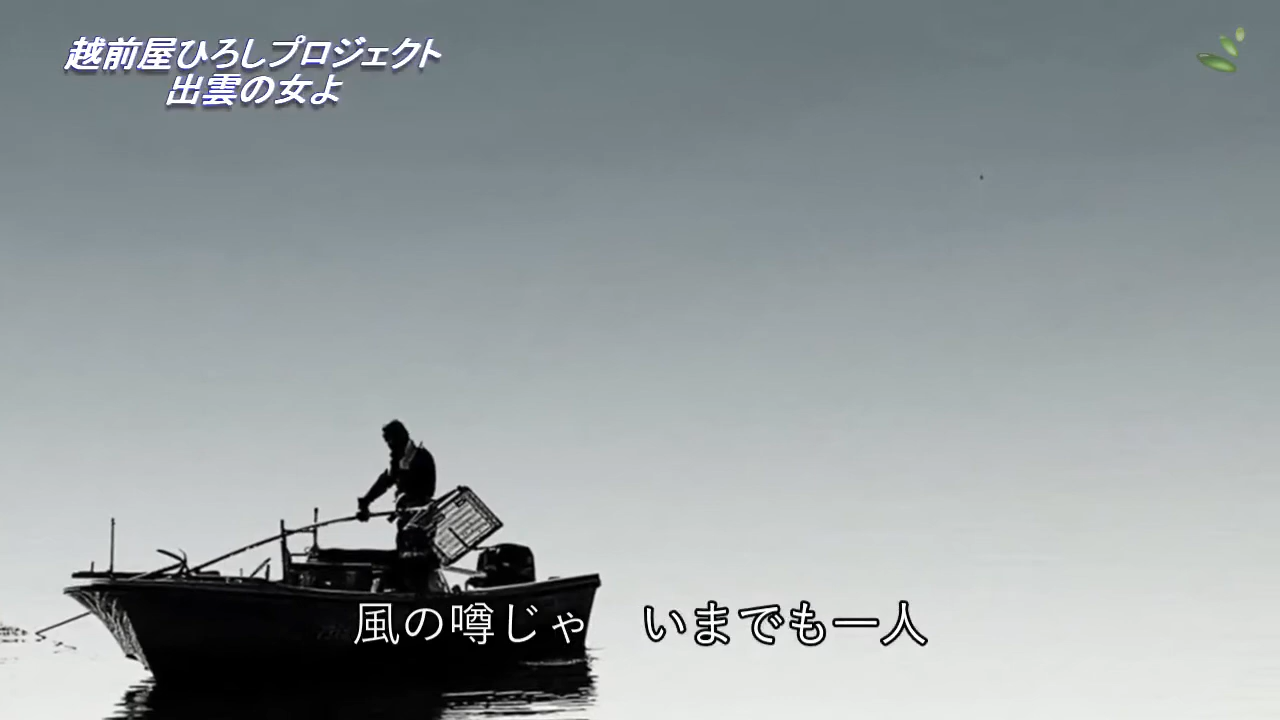 越前屋ひろしプロジェクト
出雲の女よ
風の噂じゃ　いまでも一人